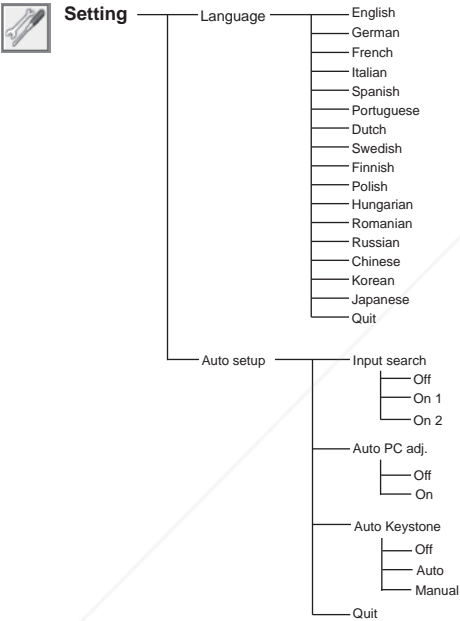 Setting
Language
English
German
French
Italian
Spanish
Portuguese
Dutch
Swedish
Finnish
Polish
Hungarian
Romanian
Russian
Chinese
Korean
Japanese
Quit
Auto setup
Input search
Off
On 1
On 2
Auto PC adj.
Off
On
Auto Keystone
Off
Auto
Manual
Quit